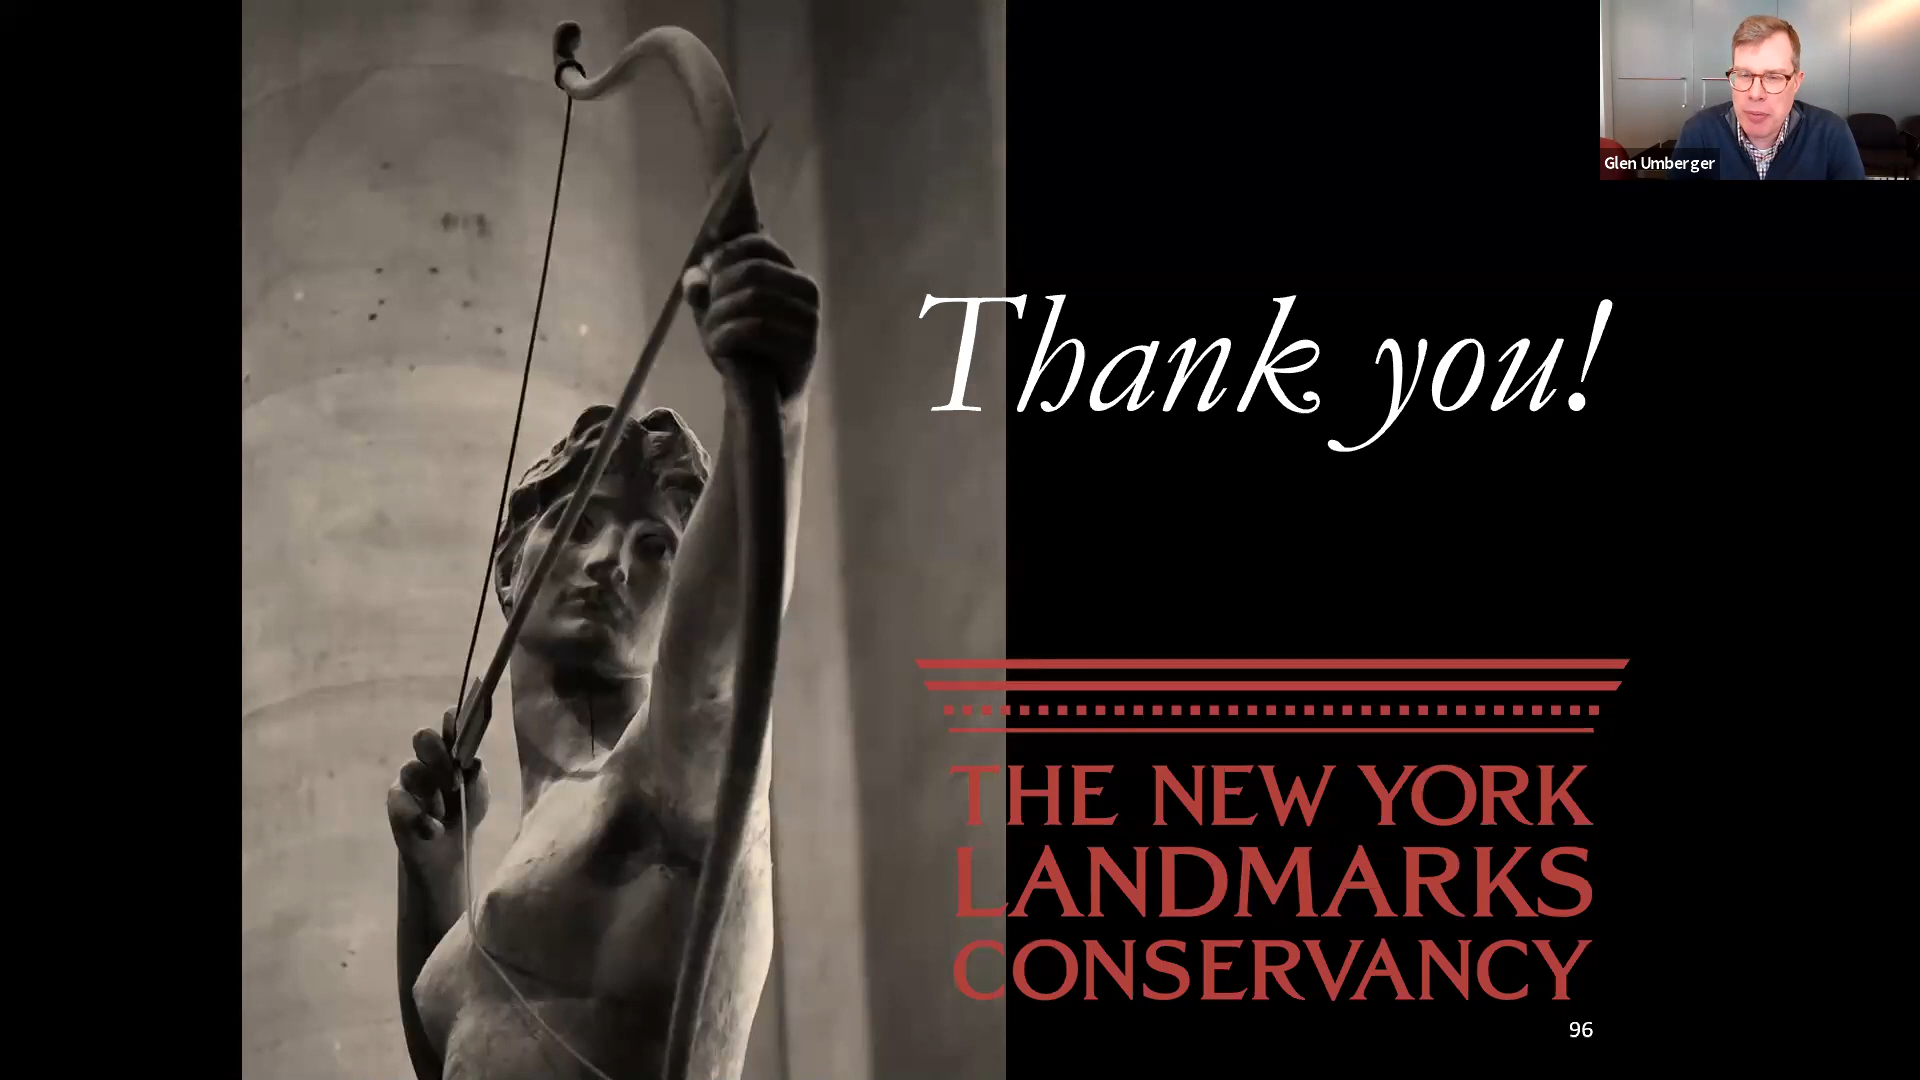 Glen Umberger
Thank you!
THE NEW YORK
LANDMARKS
CONSERVANCY
96